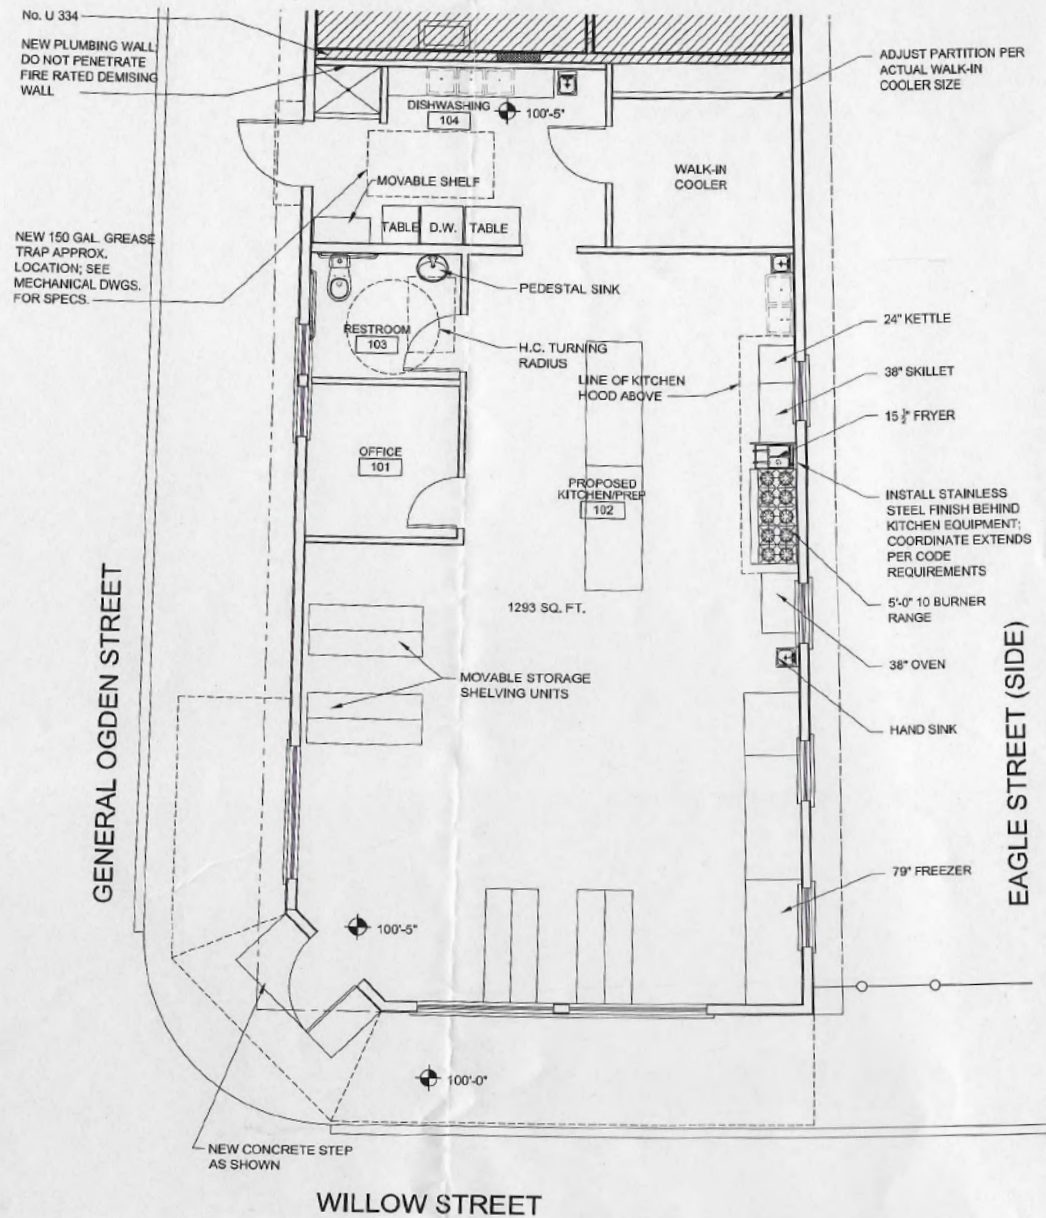 No. U 334
NEW PLUMBING WALL
DO NOT PENETRATE
FIRE RATED DEMISING
WALL
ADJUST PARTITION PER
ACTUAL WALK-IN
COOLER SIZE
DISHWASHING
104
100'-5"
WALK-IN
COOLER
MOVABLE SHELF
TABLE
D.W.
TABLE
NEW 150 GAL. GREASE
TRAP APPROX.
LOCATION; SEE
MECHANICAL DWGS.
FOR SPECS.
PEDESTAL SINK
RESTROOM
103
H.C. TURNING
RADIUS
24" KETTLE
LINE OF KITCHEN
HOOD ABOVE
38" SKILLET
15 ½" FRYER
OFFICE
101
PROPOSED
KITCHEN/PREP
102
INSTALL STAINLESS
STEEL FINISH BEHIND
KITCHEN EQUIPMENT;
COORDINATE EXTENDS
PER CODE
REQUIREMENTS
1293 SQ. FT.
5'-0" 10 BURNER
RANGE
38" OVEN
MOVABLE STORAGE
SHELVING UNITS
HAND SINK
GENERAL OGDEN STREET
EAGLE STREET (SIDE)
79" FREEZER
100'-5"
100'-0"
NEW CONCRETE STEP
AS SHOWN
WILLOW STREET